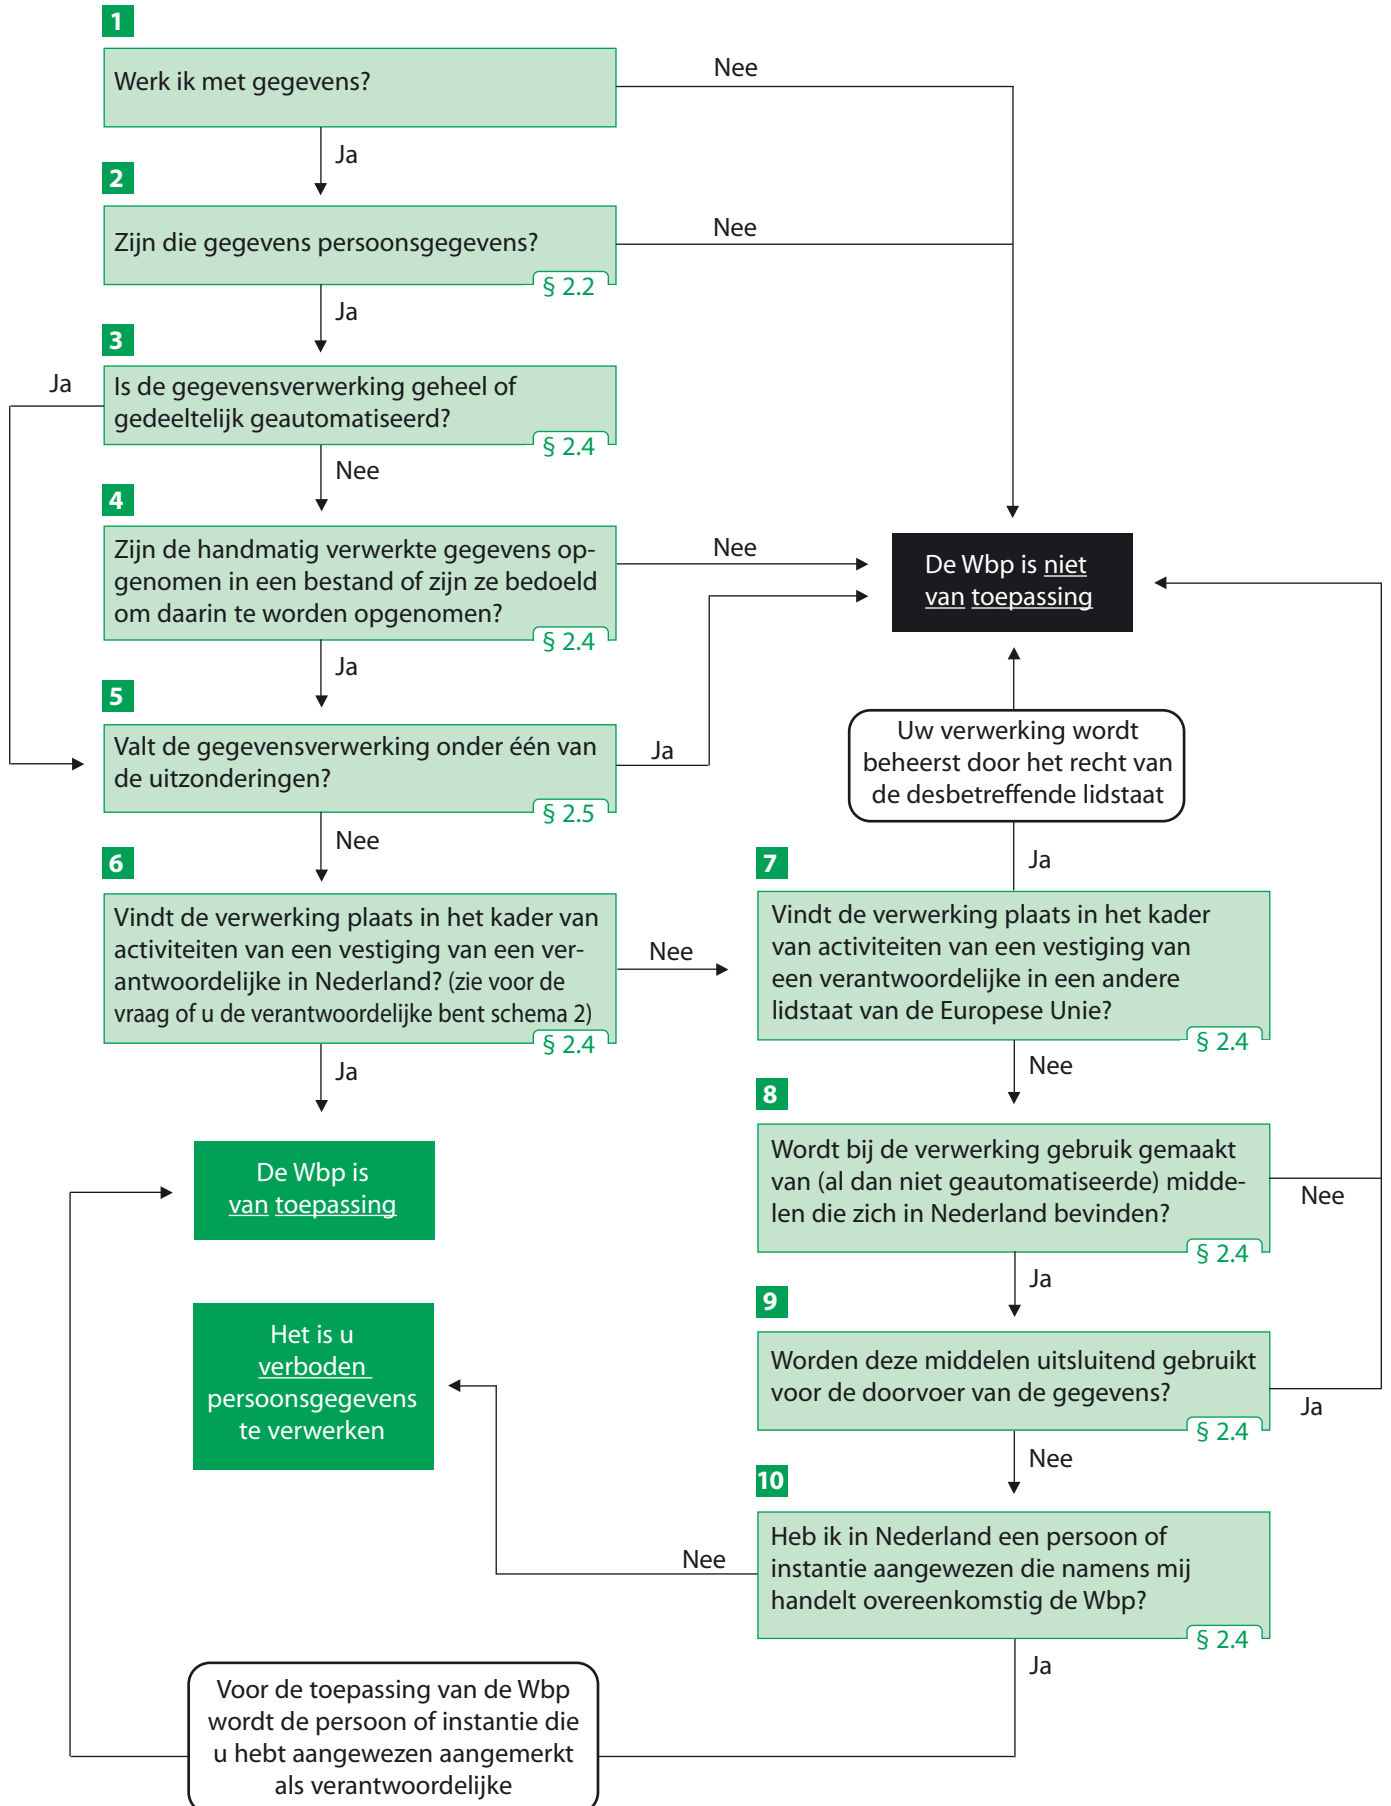 1
Werk ik met gegevens?
Nee
Ja
2
Zijn die gegevens persoonsgegevens?
§ 2.2
Nee
Ja
3
Is de gegevensverwerking geheel of
gedeeltelijk geautomatiseerd?
§ 2.4
Ja
Nee
4
Zijn de handmatig verwerkte gegevens op-
genomen in een bestand of zijn ze bedoeld
om daarin te worden opgenomen?
§ 2.4
Nee
Ja
De Wbp is niet
van toepassing
5
Valt de gegevensverwerking onder één van
de uitzonderingen?
§ 2.5
Ja
Nee
Uw verwerking wordt
beheerst door het recht van
de desbetreffende lidstaat
Ja
6
Vindt de verwerking plaats in het kader van
activiteiten van een vestiging van een ver-
antwoordelijke in Nederland? (zie voor de
vraag of u de verantwoordelijke bent schema 2)
§ 2.4
Nee
Ja
7
Vindt de verwerking plaats in het kader
van activiteiten van een vestiging van
een verantwoordelijke in een andere
lidstaat van de Europese Unie?
§ 2.4
Nee
8
Wordt bij de verwerking gebruik gemaakt
van (al dan niet geautomatiseerde) midde-
len die zich in Nederland bevinden?
§ 2.4
Nee
Ja
De Wbp is
van toepassing
9
Worden deze middelen uitsluitend gebruikt
voor de doorvoer van de gegevens?
§ 2.4
Ja
Nee
Het is u
verboden
persoonsgegevens
te verwerken
10
Heb ik in Nederland een persoon of
instantie aangewezen die namens mij
handelt overeenkomstig de Wbp?
§ 2.4
Nee
Ja
Voor de toepassing van de Wbp
wordt de persoon of instantie die
u hebt aangewezen aangemerkt
als verantwoordelijke